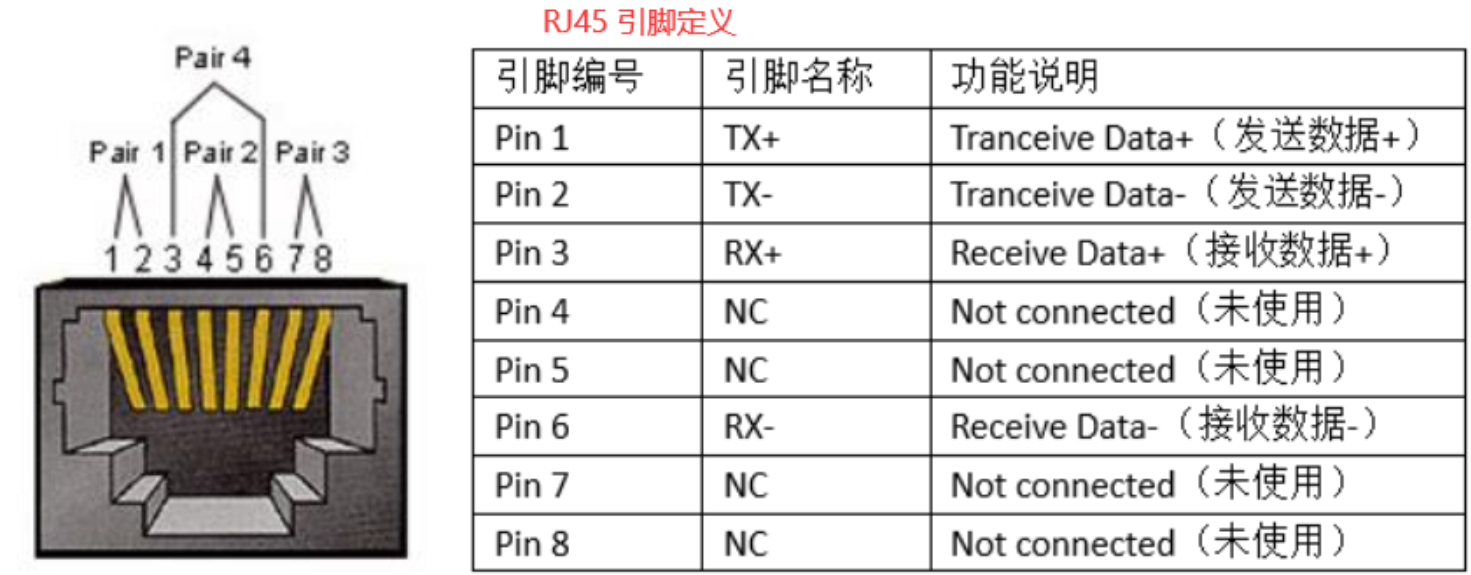 RJ45 引脚定义
Pair 4
Pair 1 Pair 2 Pair 3
1 2 3 4 5 6 7 8
引脚编号 引脚名称 功能说明
Pin 1 TX+ Tranceive Data+（发送数据+）
Pin 2 TX- Tranceive Data-（发送数据-）
Pin 3 RX+ Receive Data+（接收数据+）
Pin 4 NC Not connected（未使用）
Pin 5 NC Not connected（未使用）
Pin 6 RX- Receive Data-（接收数据-）
Pin 7 NC Not connected（未使用）
Pin 8 NC Not connected（未使用）